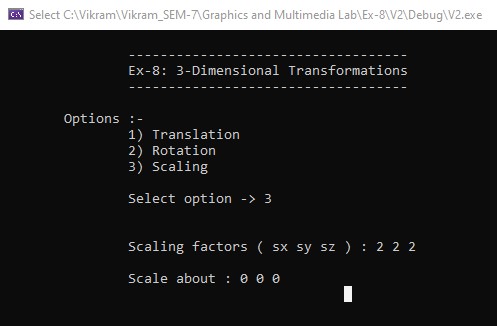 Select C:\Vikram\Vikram_SEM-7\Graphics and Multimedia Lab\Ex-8\V2\Debug\V2.exe
-----------------------------------
Ex-8: 3-Dimensional Transformations
-----------------------------------
Options :-
1) Translation
2) Rotation
3) Scaling
Select option -> 3
Scaling factors ( sx sy sz ) : 2 2 2
Scale about : 0 0 0